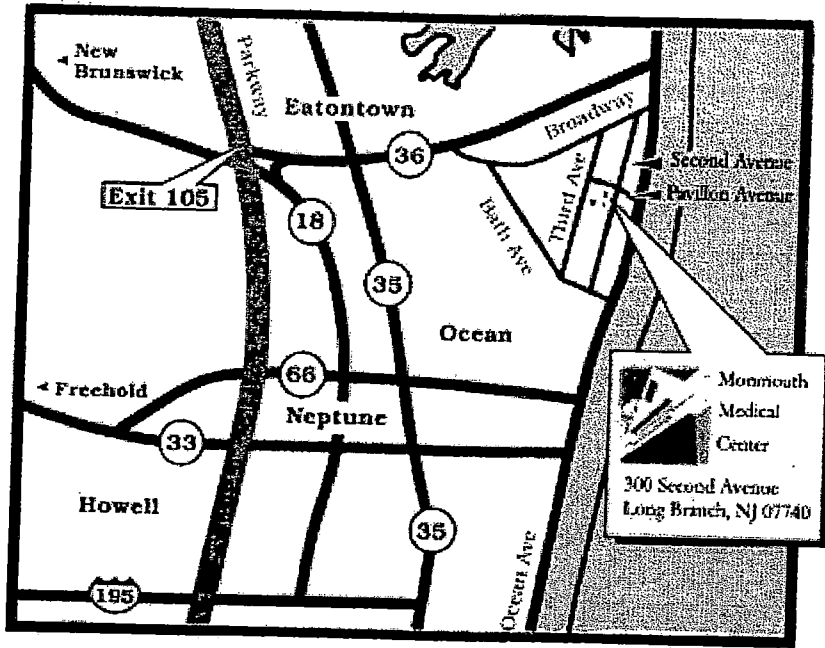 New
Brunswick
Parkway
Eatontown
Broadway
36
Second Avenue
Exit 105
Third Ave
Pavilion Avenue
18
Bath Ave
35
Ocean
66
Freehold
Neptune
33
Monmouth
Medical
Center
300 Second Avenue
Long Branch, NJ 07740
Howell
35
Ocean Ave
195